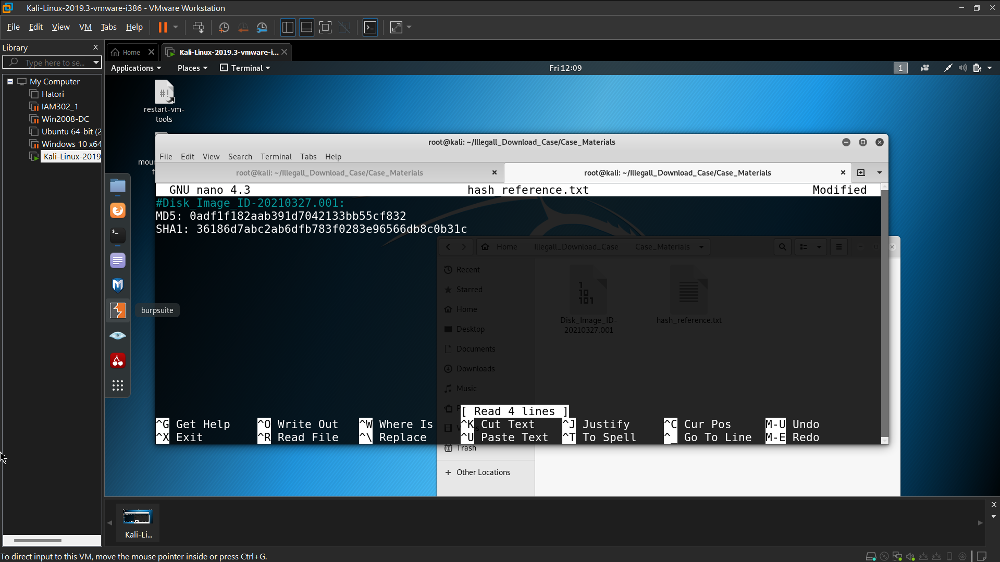 Kali-Linux-2019.3-vmware-i386 - VMware Workstation
File Edit View VM Tabs Help
Library
Type here to se...
My Computer
Hatori
IAM302_1
Win2008-DC
Ubuntu 64-bit (2
Windows 10 x64
Kali-Linux-2019
Home
Kali-Linux-2019.3-vmware-i...
Applications Places Terminal Fri 12:09 1
restart-vm-
tools
root@kali: ~/Illegall_Download_Case/Case_Materials
File Edit View Search Terminal Tabs Help
root@kali: ~/Illegall_Download_Case/Case_Materials root@kali: ~/Illegall_Download_Case/Case_Materials
GNU nano 4.3 hash_reference.txt Modified
#Disk_Image_ID-20210327.001:
MD5: 0adf1f182aab391d7042133bb55cf832
SHA1: 36186d7abc2ab6dfb783f0283e96566db8c0b31c
Home Illegall_Download_Case Case_Materials
Recent
Starred
Home
Desktop
Documents
Downloads
Music
Trash
+ Other Locations
Disk_Image_ID-
20210327.001
hash_reference.txt
burpsuite
[ Read 4 lines ]
^G Get Help ^O Write Out ^W Where Is ^K Cut Text ^J Justify ^C Cur Pos M-U Undo
^X Exit ^R Read File ^\ Replace ^U Paste Text ^T To Spell ^_ Go To Line M-E Redo
Kali-Li...
To direct input to this VM, move the mouse pointer inside or press Ctrl+G.